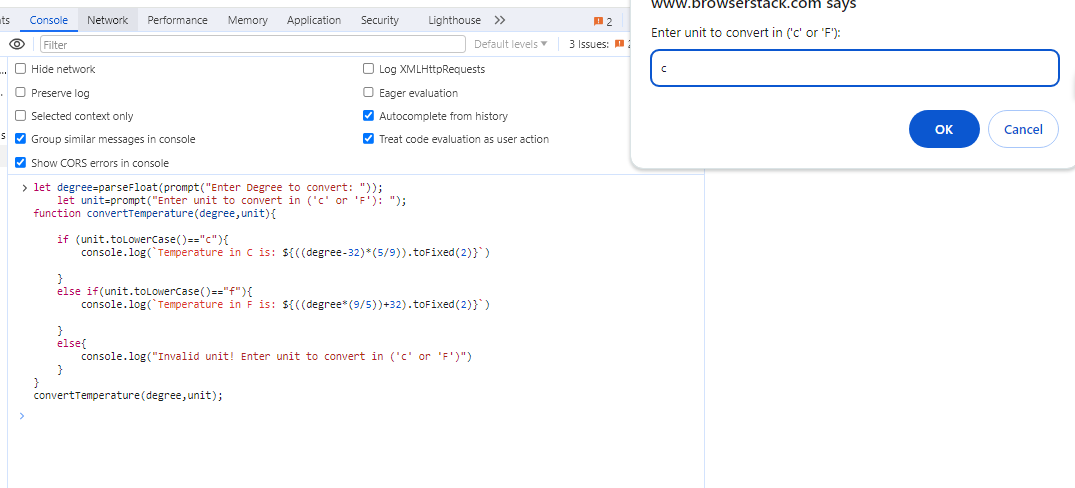 ts Console Network Performance Memory Application Security Lighthouse 2
Filter Default levels 3 Issues:
Hide network Log XMLHttpRequests
Preserve log Eager evaluation
Selected context only Autocomplete from history
Group similar messages in console Treat code evaluation as user action
Show CORS errors in console
let degree=parseFloat(prompt("Enter Degree to convert: "));
let unit=prompt("Enter unit to convert in ('c' or 'F'): ");
function convertTemperature(degree,unit){
if (unit.toLowerCase()=="c"){
console.log(`Temperature in C is: ${((degree-32)*(5/9)).toFixed(2)}`)
}
else if(unit.toLowerCase()=="f"){
console.log(`Temperature in F is: ${((degree*(9/5))+32).toFixed(2)}`)
}
else{
console.log("Invalid unit! Enter unit to convert in ('c' or 'F')")
}
}
convertTemperature(degree,unit);
www.browserstack.com says
Enter unit to convert in ('c' or 'F'):
c
OK Cancel